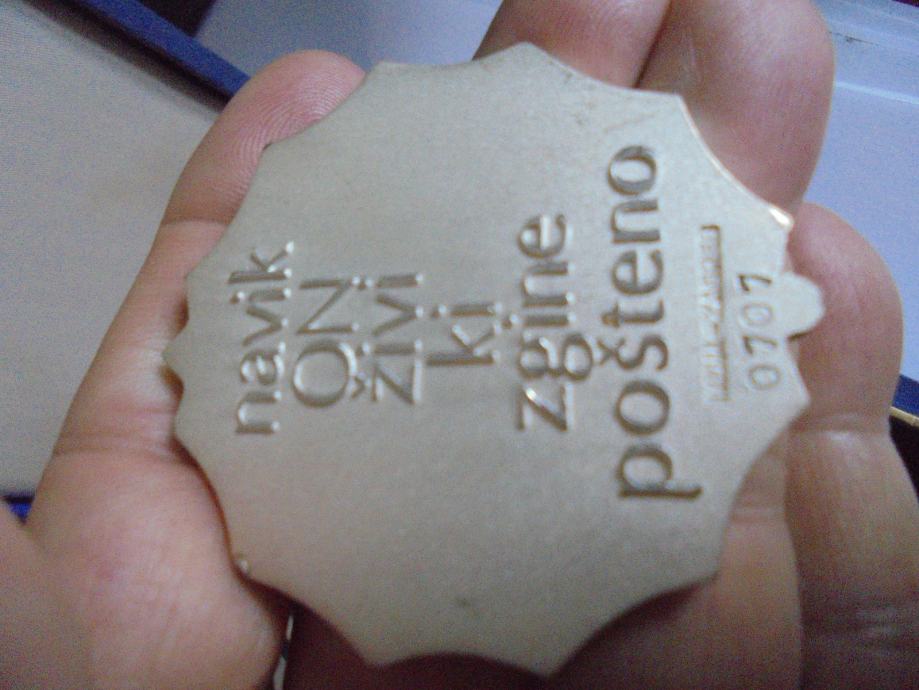 navik
ON
živi
ki
zgine
pošteno
0707